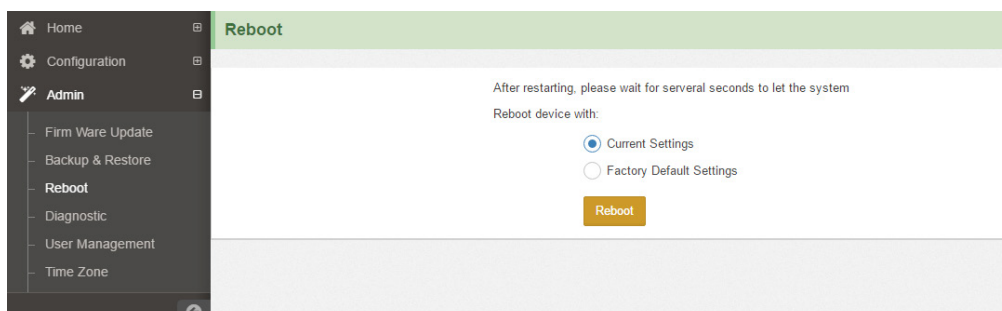 Home
Configuration
Admin
Firm Ware Update
Backup & Restore
Reboot
Diagnostic
User Management
Time Zone
Reboot
After restarting, please wait for serveral seconds to let the system
Reboot device with:
Current Settings
Factory Default Settings
Reboot